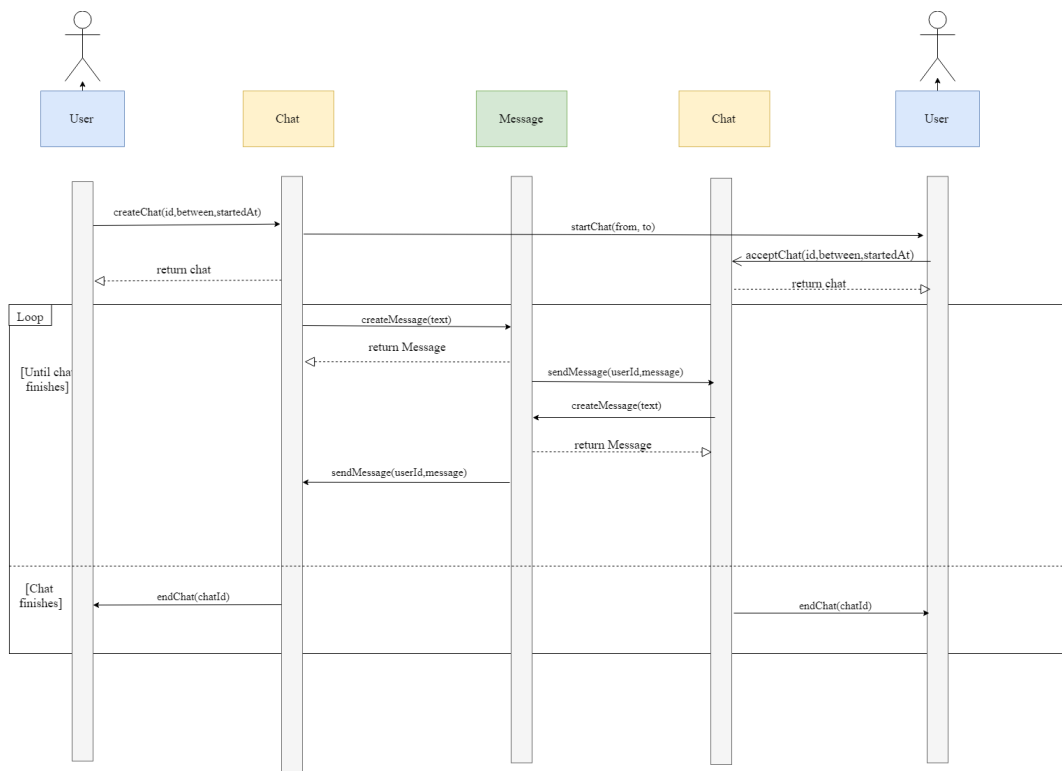 User
Chat
Message
Chat
User
createChat(id,between,startedAt)
startChat(from, to)
acceptChat(id,between,startedAt)
return chat
return chat
Loop
createMessage(text)
return Message
[Until cha
finishes]
sendMessage(userId,message)
createMessage(text)
return Message
sendMessage(userId,message)
[Chat
finishes]
endChat(chatId)
endChat(chatId)